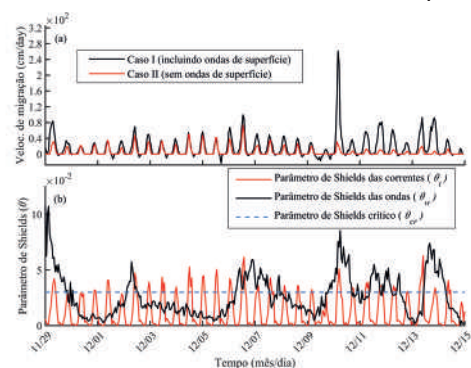 ×10²
3.2
2.8
2.4
2.0
1.6
1.2
0.8
0.4
0
Veloc. de migração (cm/day)
(a)
Caso I (incluindo ondas de superfície)
Caso II (sem ondas de superfície)
×10⁻²
10
5
0
Parâmetro de Shields (θ)
(b)
Parâmetro de Shields das correntes (θₜ)
Parâmetro de Shields das ondas (θw)
Parâmetro de Shields crítico (θcr)
11/29 12/01 12/03 12/05 12/07 12/09 12/11 12/13 12/15
Tempo (mês/dia)